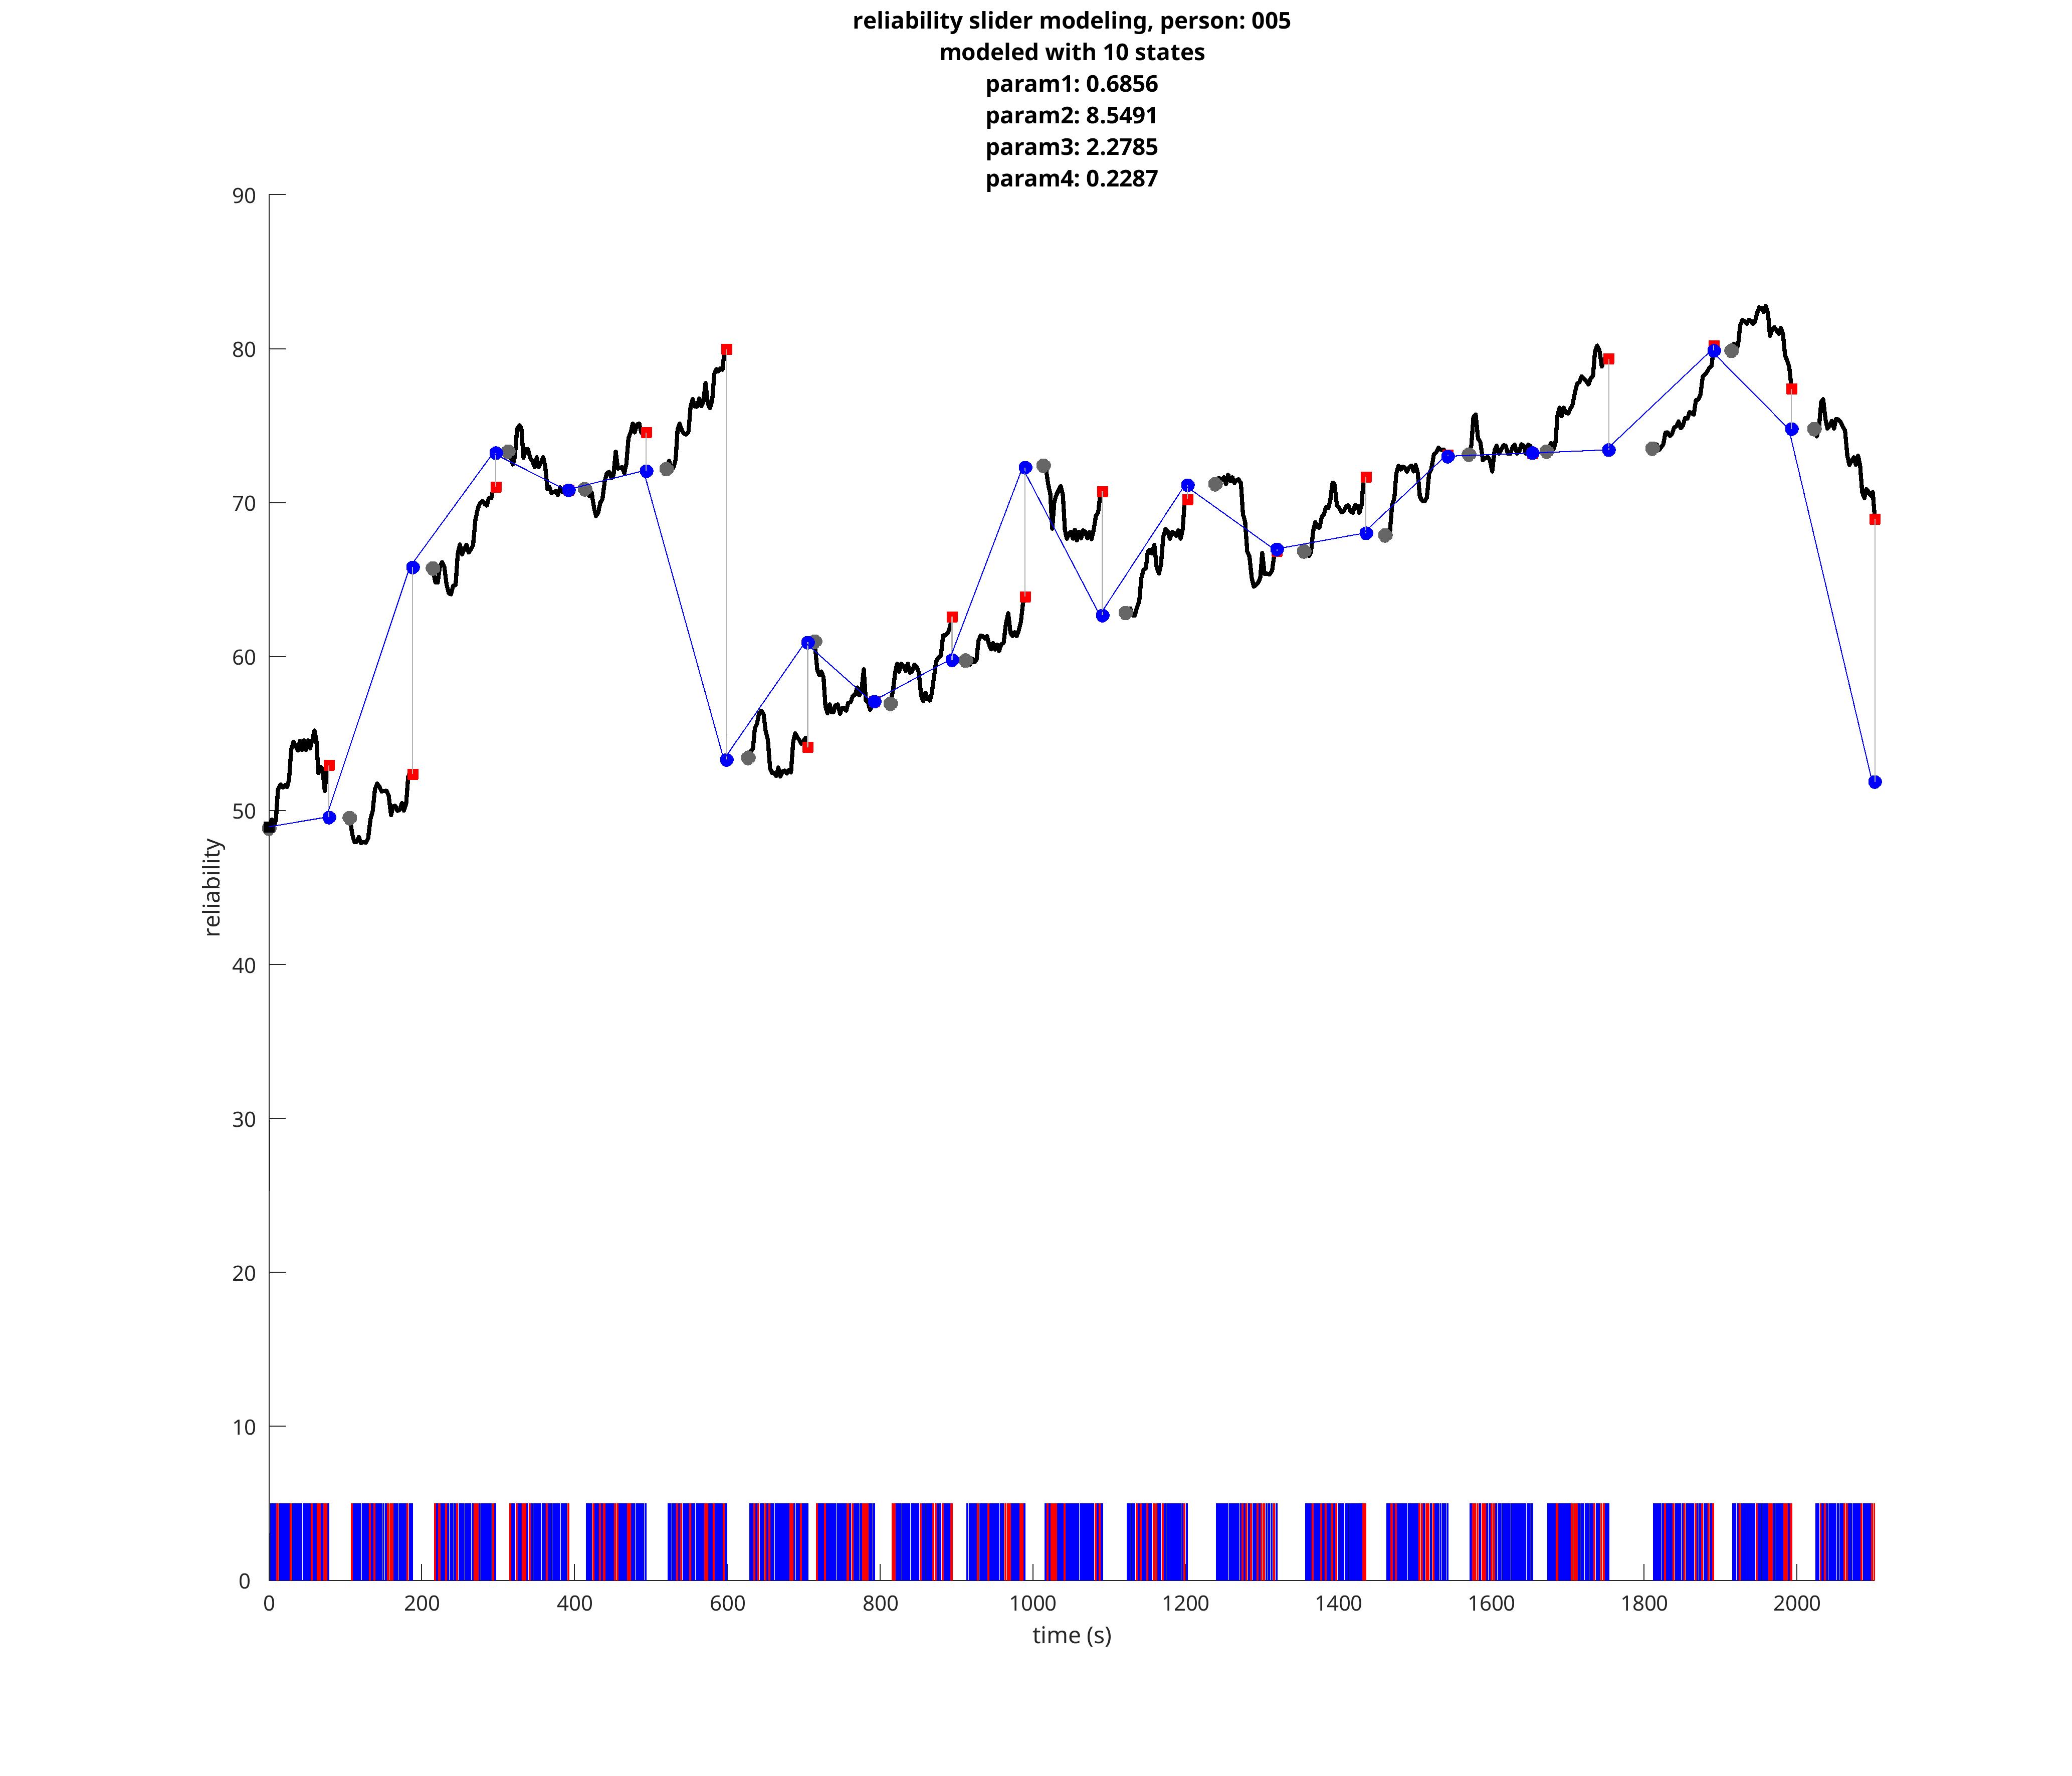 reliability slider modeling, person: 005
modeled with 10 states
param1: 0.6856
param2: 8.5491
param3: 2.2785
param4: 0.2287
90
80
70
60
50
40
30
20
10
0
reliability
0 200 400 600 800 1000 1200 1400 1600 1800 2000
time (s)